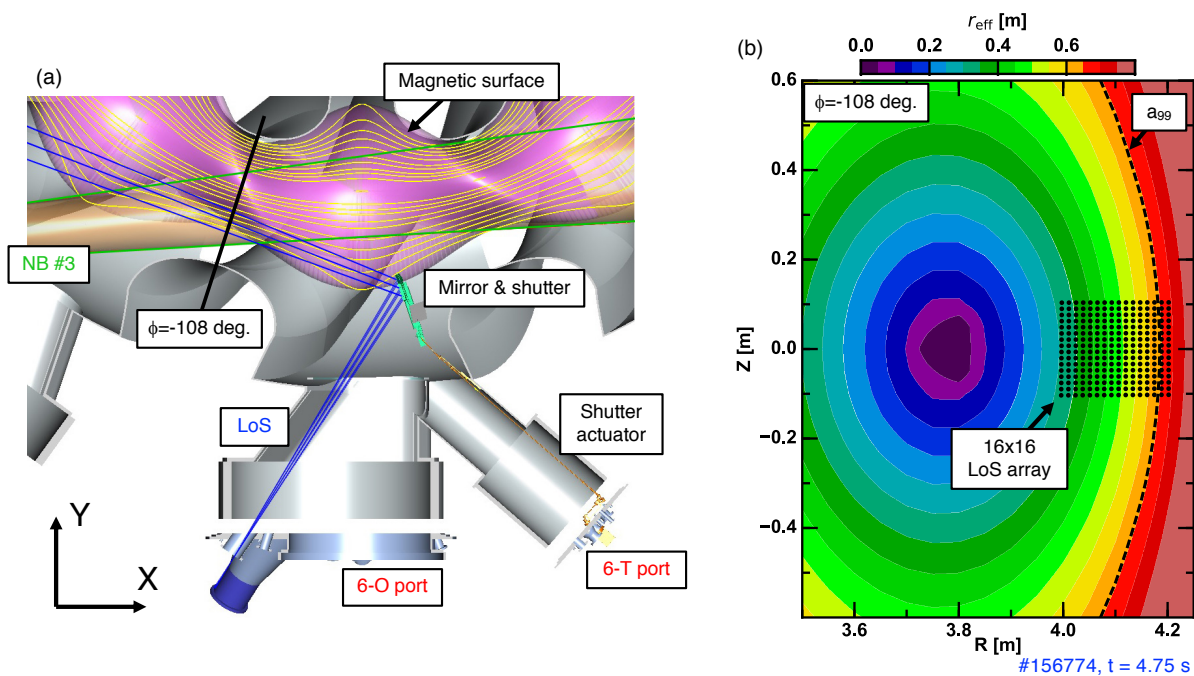 (a)
Magnetic surface
NB #3
Mirror & shutter
ϕ=-108 deg.
LoS
Shutter
actuator
Y
X
6-O port
6-T port
(b)
r_eff [m]
0.0 0.2 0.4 0.6
ϕ=-108 deg.
a₉₉
16x16
LoS array
Z [m]
0.6
0.4
0.2
0.0
−0.2
−0.4
3.6 3.8 4.0 4.2
R [m]
#156774, t = 4.75 s